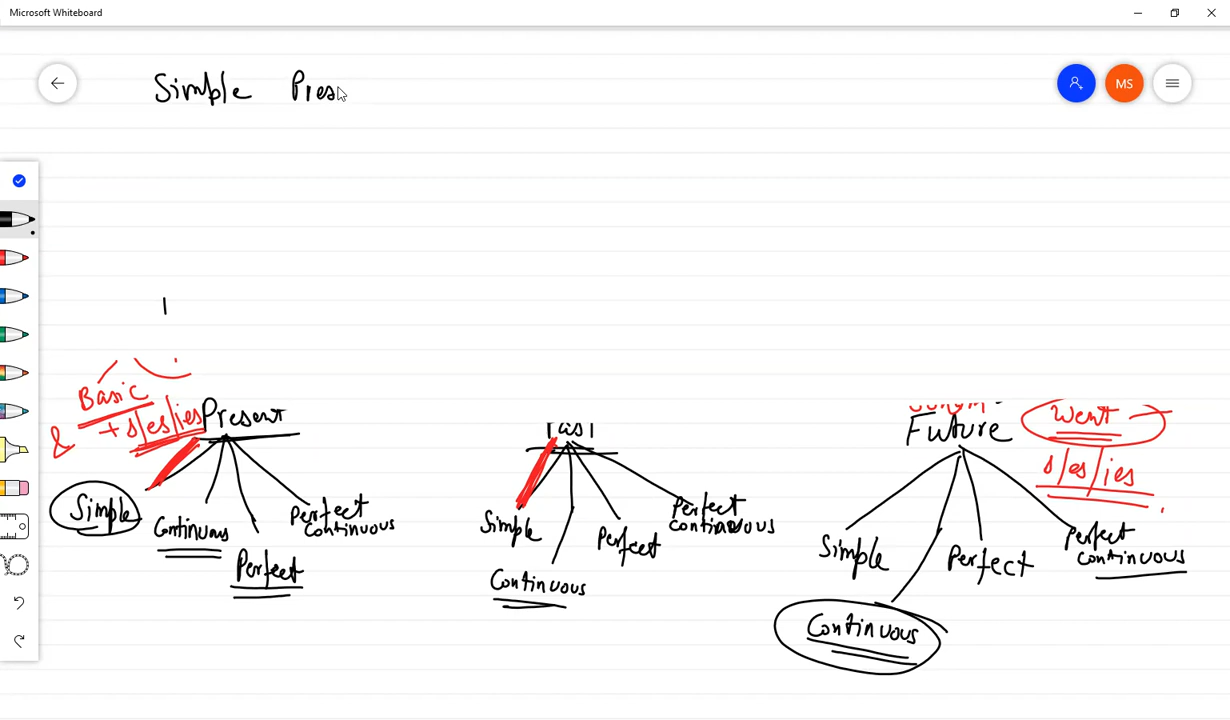 Microsoft Whiteboard
MS
Simple Pres
Basic
& + s/es/ies
Present
Simple
Continuous
Perfect
Perfect
Continuous
Past
Simple
Continuous
Perfect
Perfect
Continuous
Went
Future
s/es/ies
Simple
Continuous
Perfect
Perfect
Continuous